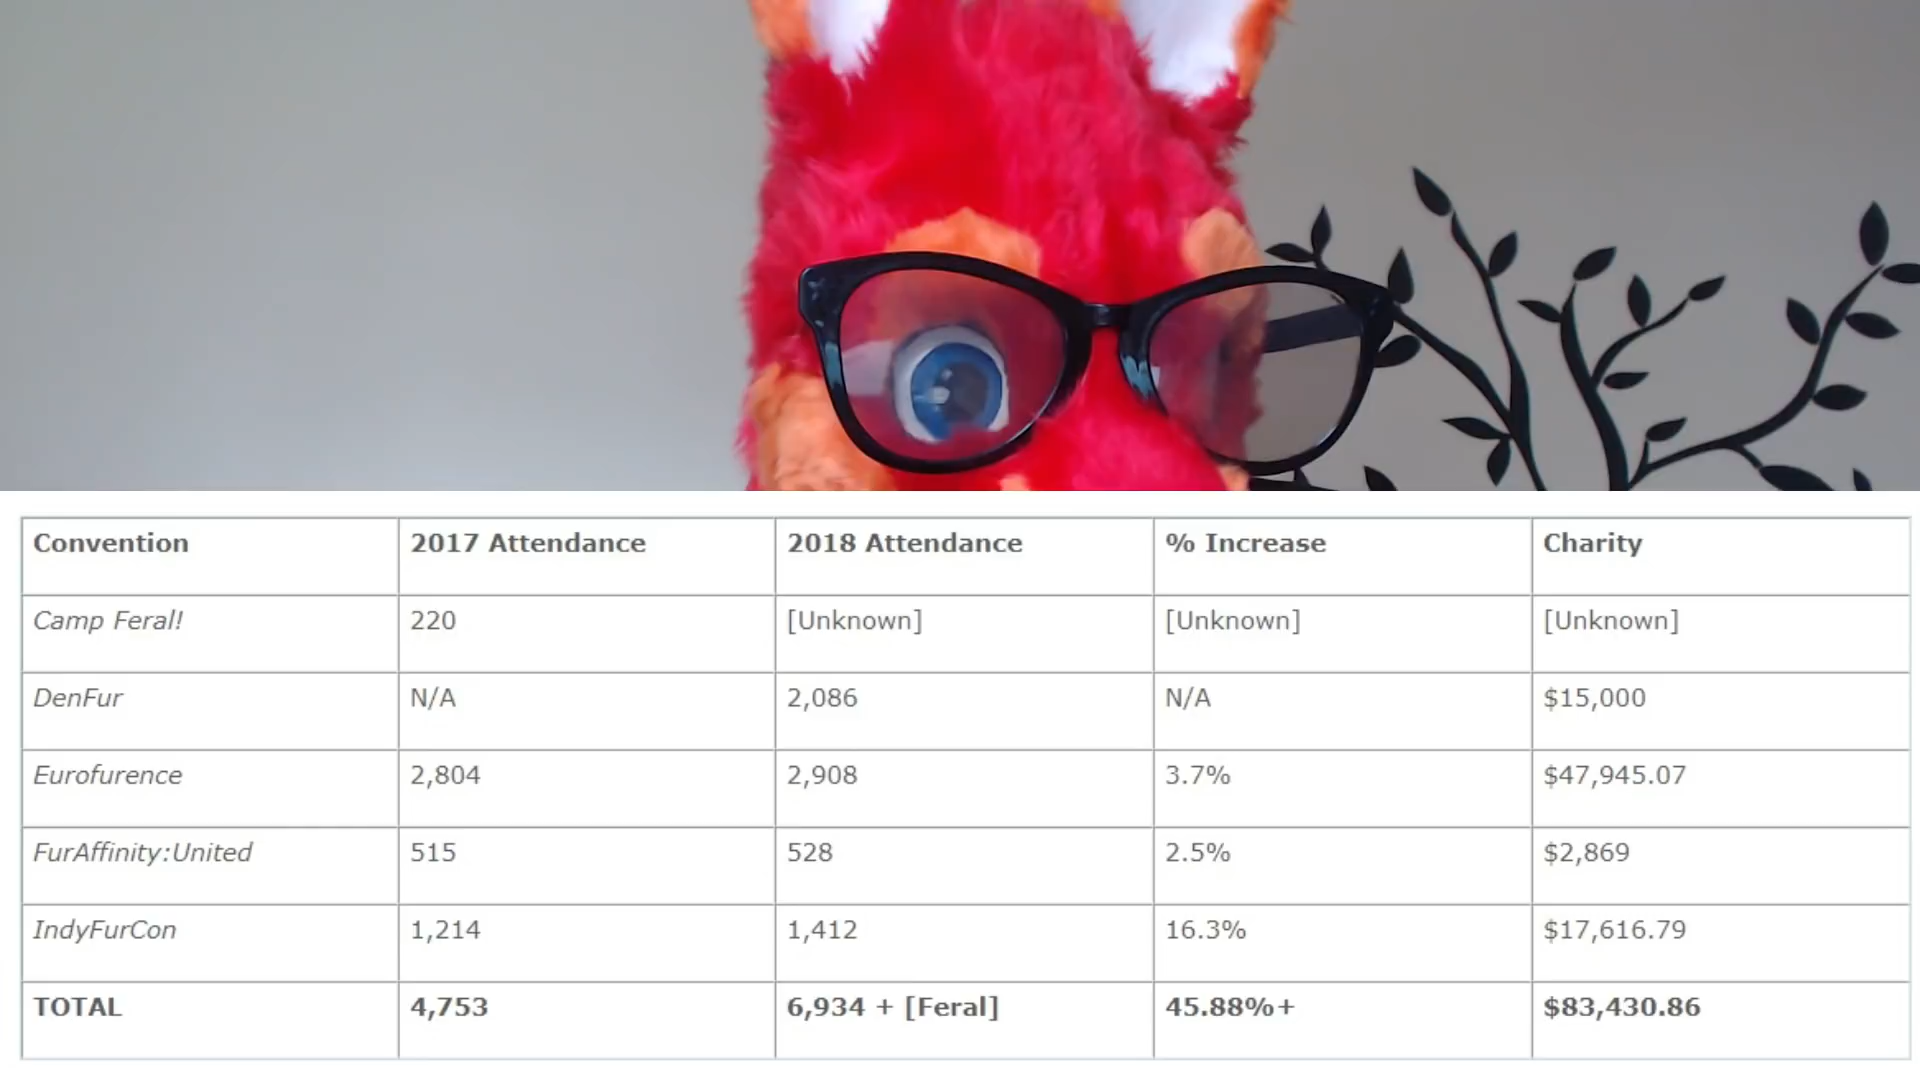 Convention 2017 Attendance 2018 Attendance % Increase Charity
Camp Feral! 220 [Unknown] [Unknown] [Unknown]
DenFur N/A 2,086 N/A $15,000
Eurofurence 2,804 2,908 3.7% $47,945.07
FurAffinity:United 515 528 2.5% $2,869
IndyFurCon 1,214 1,412 16.3% $17,616.79
TOTAL 4,753 6,934 + [Feral] 45.88%+ $83,430.86